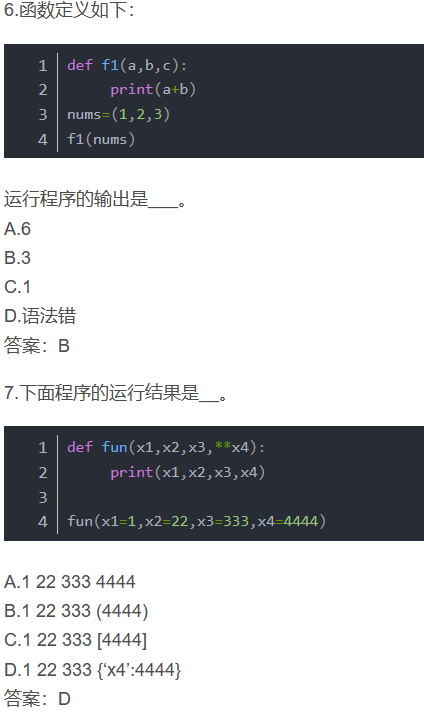 6.函数定义如下：
1 def f1(a,b,c):
2     print(a+b)
3 nums=(1,2,3)
4 f1(nums)
运行程序的输出是___。
A.6
B.3
C.1
D.语法错
答案：B
7.下面程序的运行结果是__。
1 def fun(x1,x2,x3,**x4):
2     print(x1,x2,x3,x4)
3
4 fun(x1=1,x2=22,x3=333,x4=4444)
A.1 22 333 4444
B.1 22 333 (4444)
C.1 22 333 [4444]
D.1 22 333 {‘x4’:4444}
答案：D